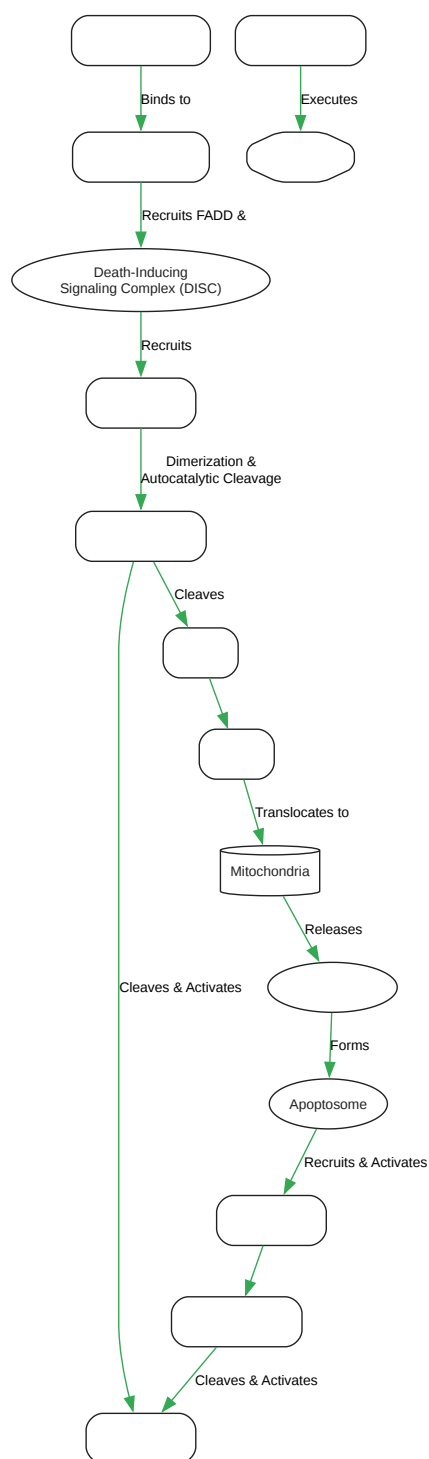 Binds to
Executes
Recruits FADD &
Death-Inducing
Signaling Complex (DISC)
Recruits
Dimerization &
Autocatalytic Cleavage
Cleaves
Translocates to
Mitochondria
Releases
Cleaves & Activates
Forms
Apoptosome
Recruits & Activates
Cleaves & Activates